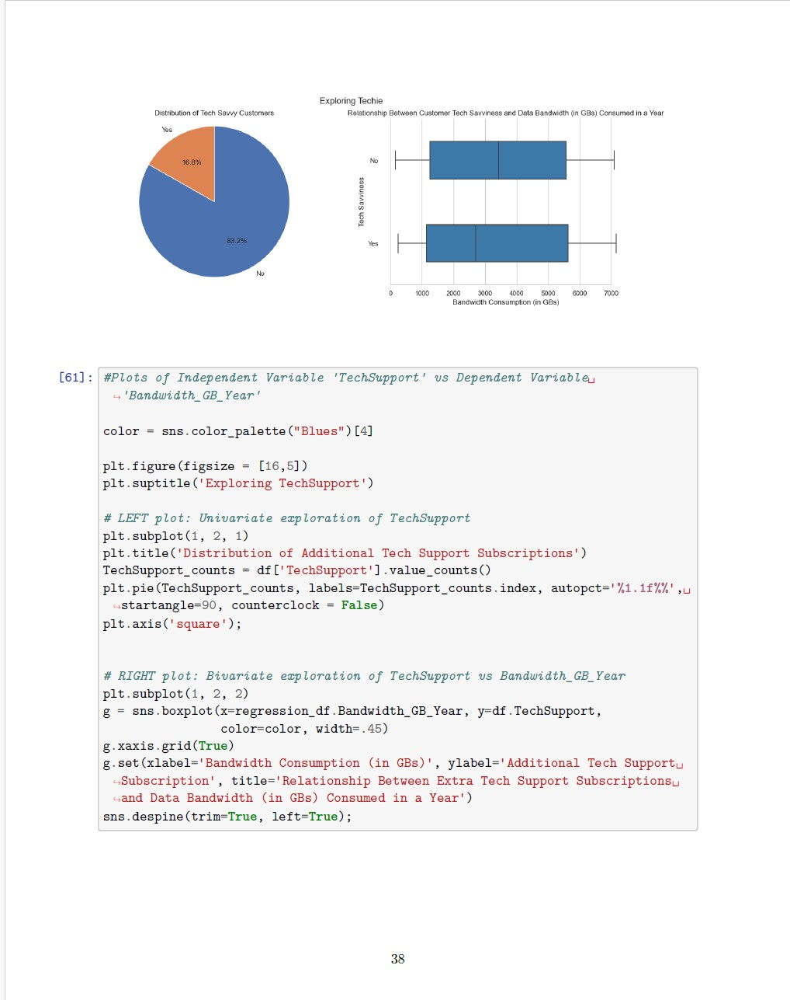 Exploring Techie
Distribution of Tech Savvy Customers
Yes
16.8%
83.2%
No
Relationship Between Customer Tech Savviness and Data Bandwidth (in GBs) Consumed in a Year
Tech Savviness
No
Yes
0 1000 2000 3000 4000 5000 6000 7000
Bandwidth Consumption (in GBs)
[61]: #Plots of Independent Variable 'TechSupport' vs Dependent Variable␣
↪'Bandwidth_GB_Year'
color = sns.color_palette("Blues")[4]
plt.figure(figsize = [16,5])
plt.suptitle('Exploring TechSupport')
# LEFT plot: Univariate exploration of TechSupport
plt.subplot(1, 2, 1)
plt.title('Distribution of Additional Tech Support Subscriptions')
TechSupport_counts = df['TechSupport'].value_counts()
plt.pie(TechSupport_counts, labels=TechSupport_counts.index, autopct='%1.1f%%',␣
↪startangle=90, counterclock = False)
plt.axis('square');
# RIGHT plot: Bivariate exploration of TechSupport vs Bandwidth_GB_Year
plt.subplot(1, 2, 2)
g = sns.boxplot(x=regression_df.Bandwidth_GB_Year, y=df.TechSupport,
color=color, width=.45)
g.xaxis.grid(True)
g.set(xlabel='Bandwidth Consumption (in GBs)', ylabel='Additional Tech Support␣
↪Subscription', title='Relationship Between Extra Tech Support Subscriptions␣
↪and Data Bandwidth (in GBs) Consumed in a Year')
sns.despine(trim=True, left=True);
38